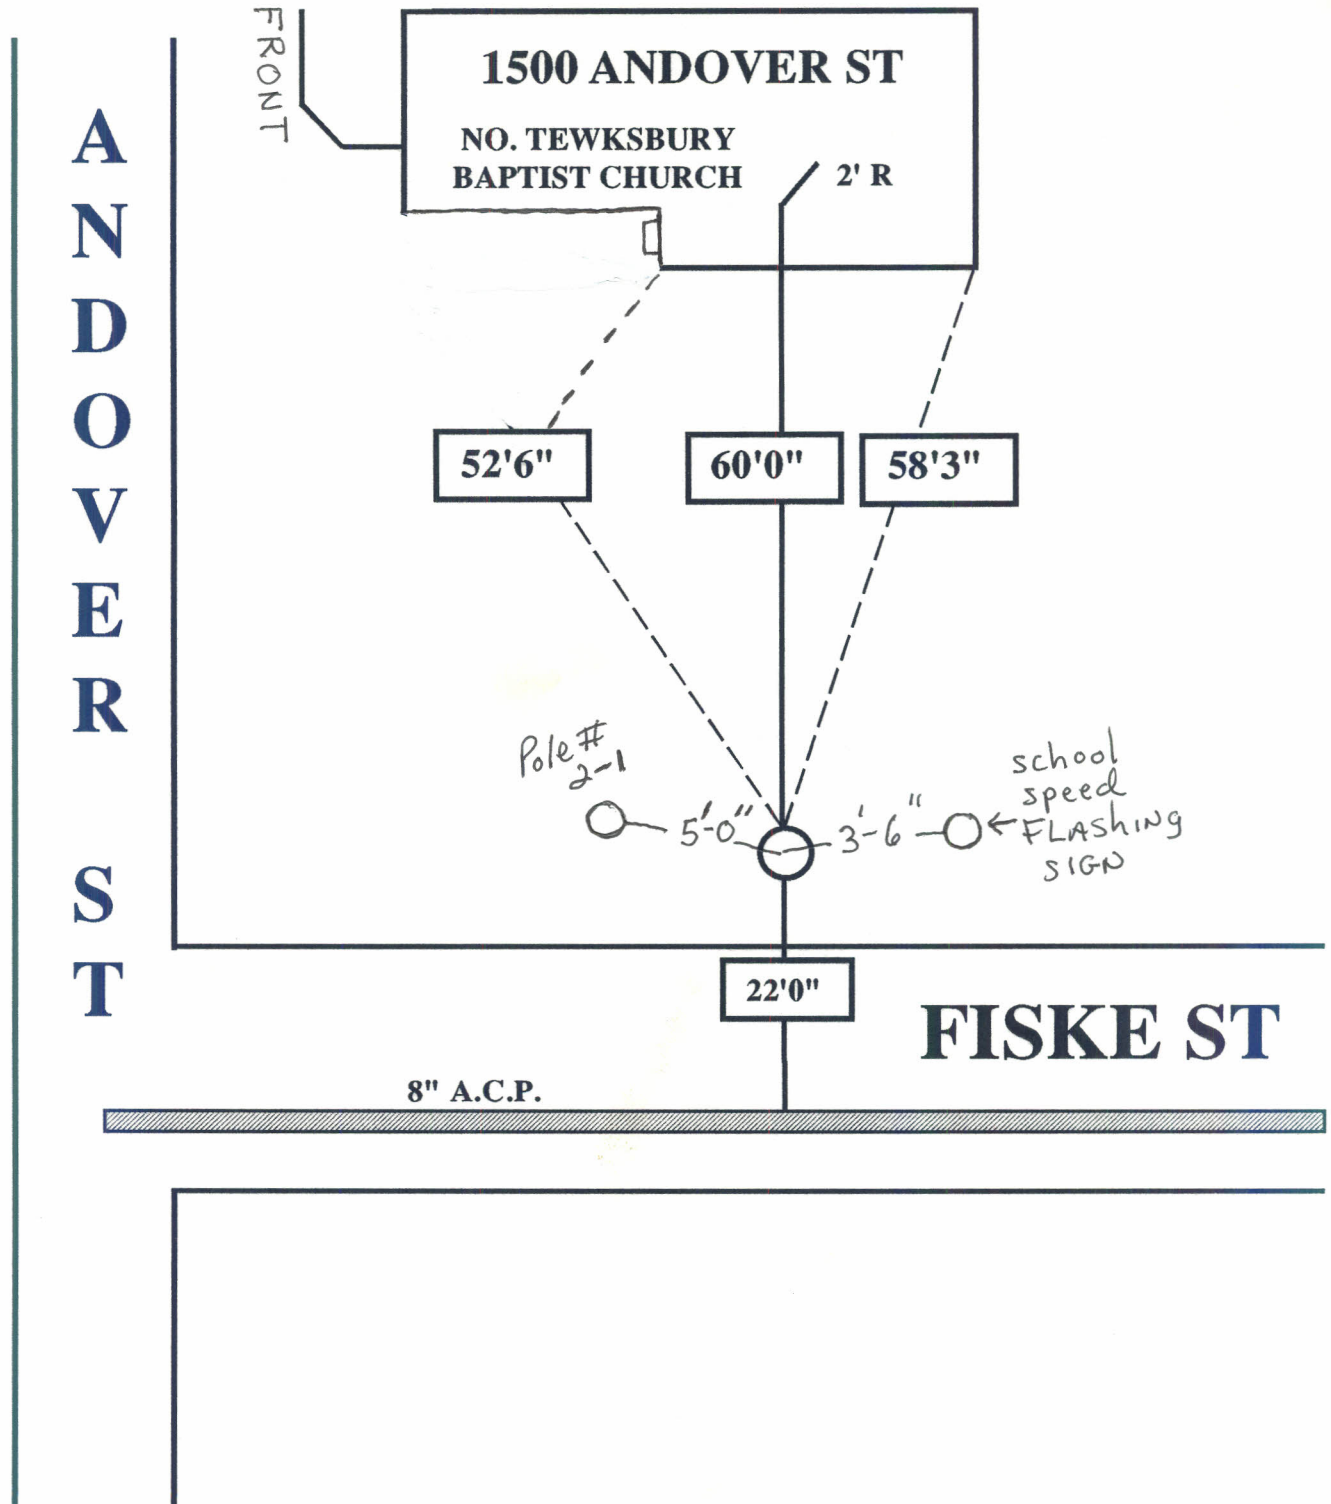 FRONT
1500 ANDOVER ST
NO. TEWKSBURY
BAPTIST CHURCH
2' R
ANDOVER ST
52'6"
60'0"
58'3"
Pole #
2-1
5'-0"
3'-6"
school
speed
FLASHING
SIGN
22'0"
FISKE ST
8" A.C.P.